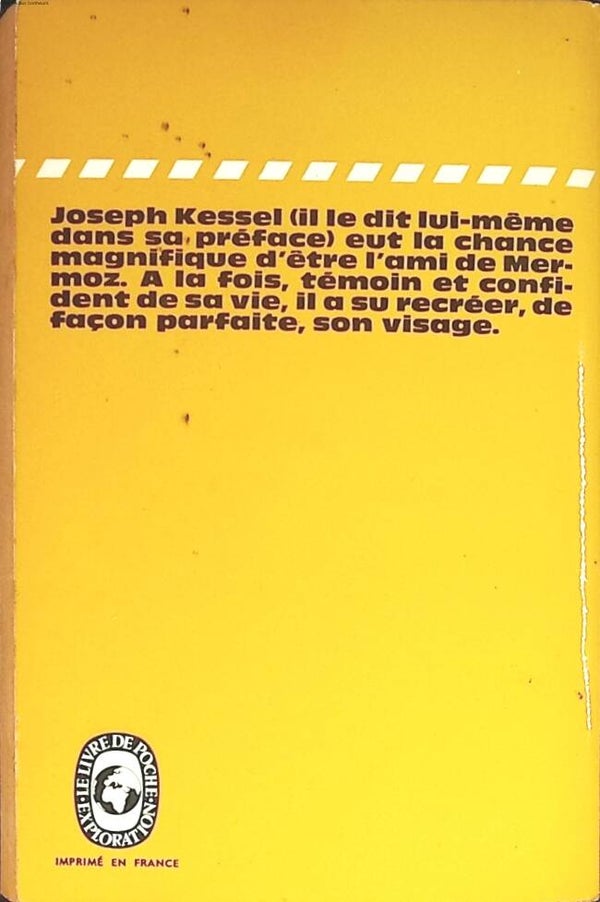 Joseph Kessel (il le dit lui-même
dans sa préface) eut la chance
magnifique d'être l'ami de Mer-
moz. A la fois, témoin et confi-
dent de sa vie, il a su recréer, de
façon parfaite, son visage.
LE LIVRE DE POCHE
EXPLORATION
IMPRIMÉ EN FRANCE